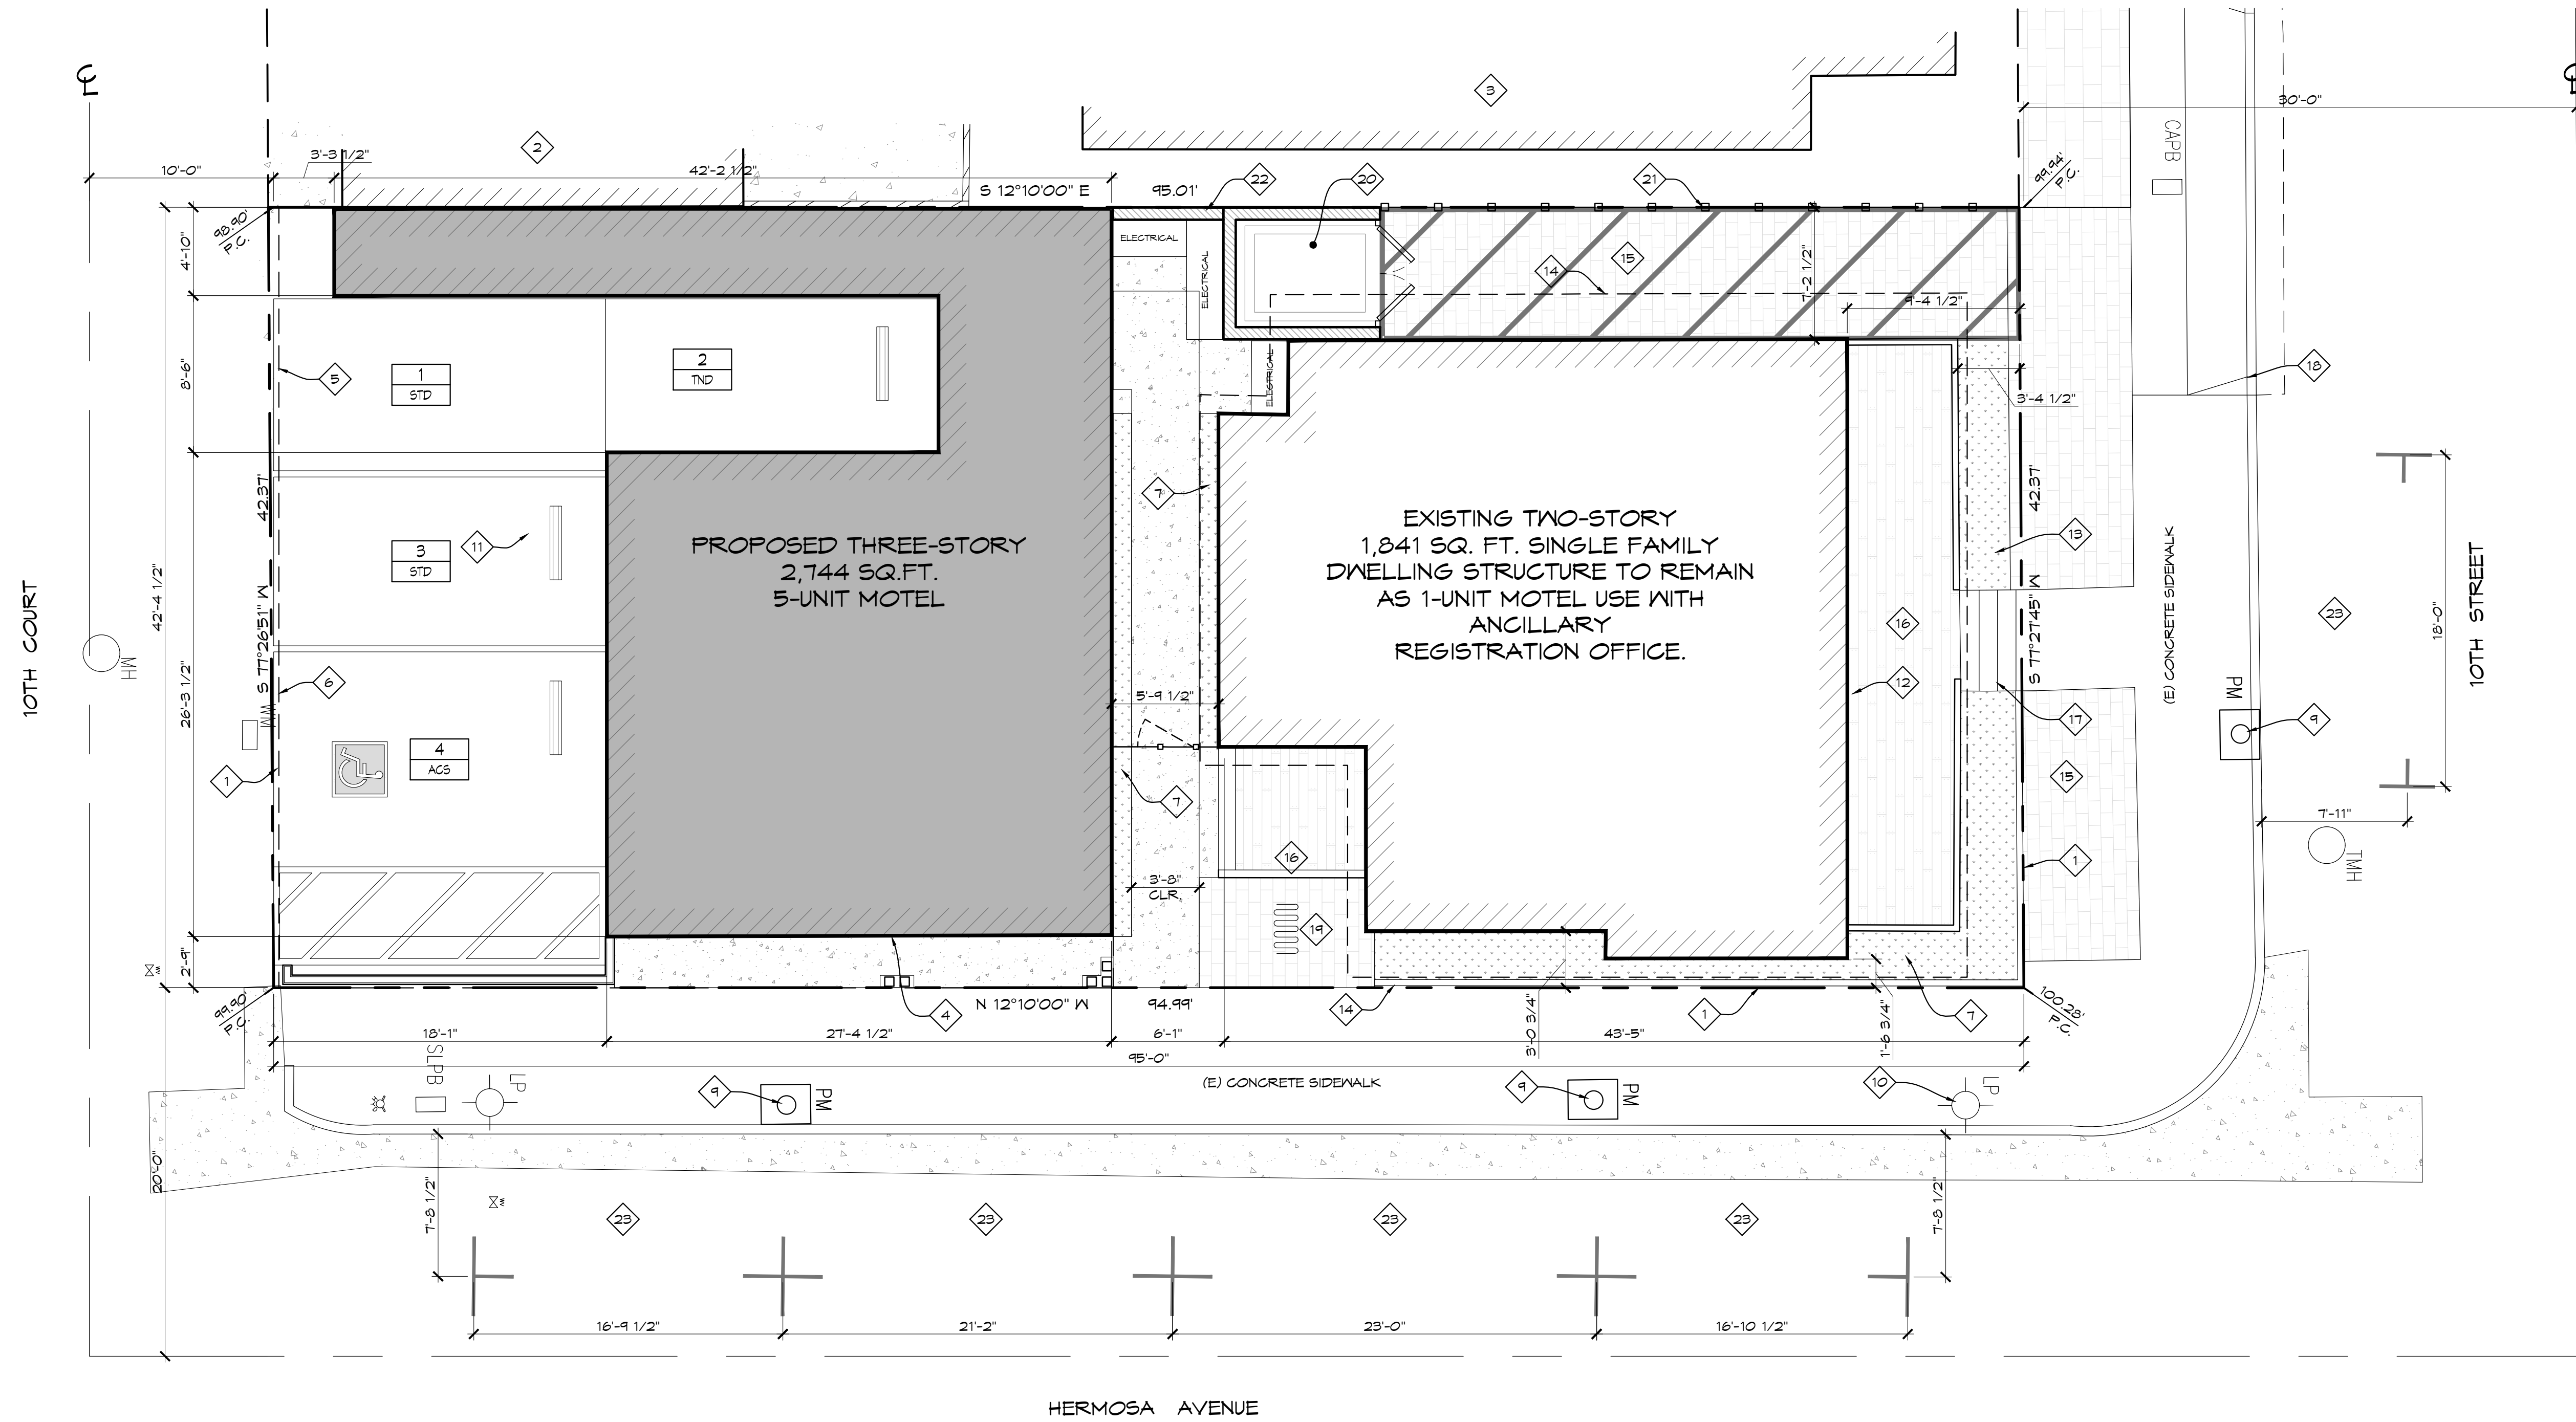 ℄
℄
30'-0"
3
CAPB
2
3'-3 1/2"
10'-0"
42'-2 1/2"
S 12°10'00" E
95.01'
22
20
21
99.94'
P.C.
98.90'
P.C.
4'-10"
ELECTRICAL
ELECTRICAL
ELECTRICAL
14
15
7'-2 1/2"
9'-4 1/2"
8'-6"
5
1
STD
2
TND
3'-4 1/2"
18
42.37'
S 77°26'51" W
3
STD
11
7
PROPOSED THREE-STORY
2,744 SQ.FT.
5-UNIT MOTEL
EXISTING TWO-STORY
1,841 SQ. FT. SINGLE FAMILY
DWELLING STRUCTURE TO REMAIN
AS 1-UNIT MOTEL USE WITH
ANCILLARY
REGISTRATION OFFICE.
42.37'
S 77°27'45" W
13
16
12
17
15
1
(E) CONCRETE SIDEWALK
23
18'-0"
10TH STREET
10TH COURT
MH
42'-4 1/2"
26'-3 1/2"
6
WM
1
4
ACS
5'-9 1/2"
7
16
3'-8"
CLR.
19
PM
9
7'-11"
TMH
W
2'-9"
99.90'
P.C.
4
N 12°10'00" W
94.99'
14
3'-0 3/4"
1
1'-6 3/4"
7
100.28'
P.C.
18'-1"
27'-4 1/2"
6'-1"
43'-5"
95'-0"
SLPB
LP
9
PM
(E) CONCRETE SIDEWALK
9
PM
10
LP
20'-0"
7'-8 1/2"
W
23
23
23
23
7'-8 1/2"
16'-9 1/2"
21'-2"
23'-0"
16'-10 1/2"
HERMOSA AVENUE